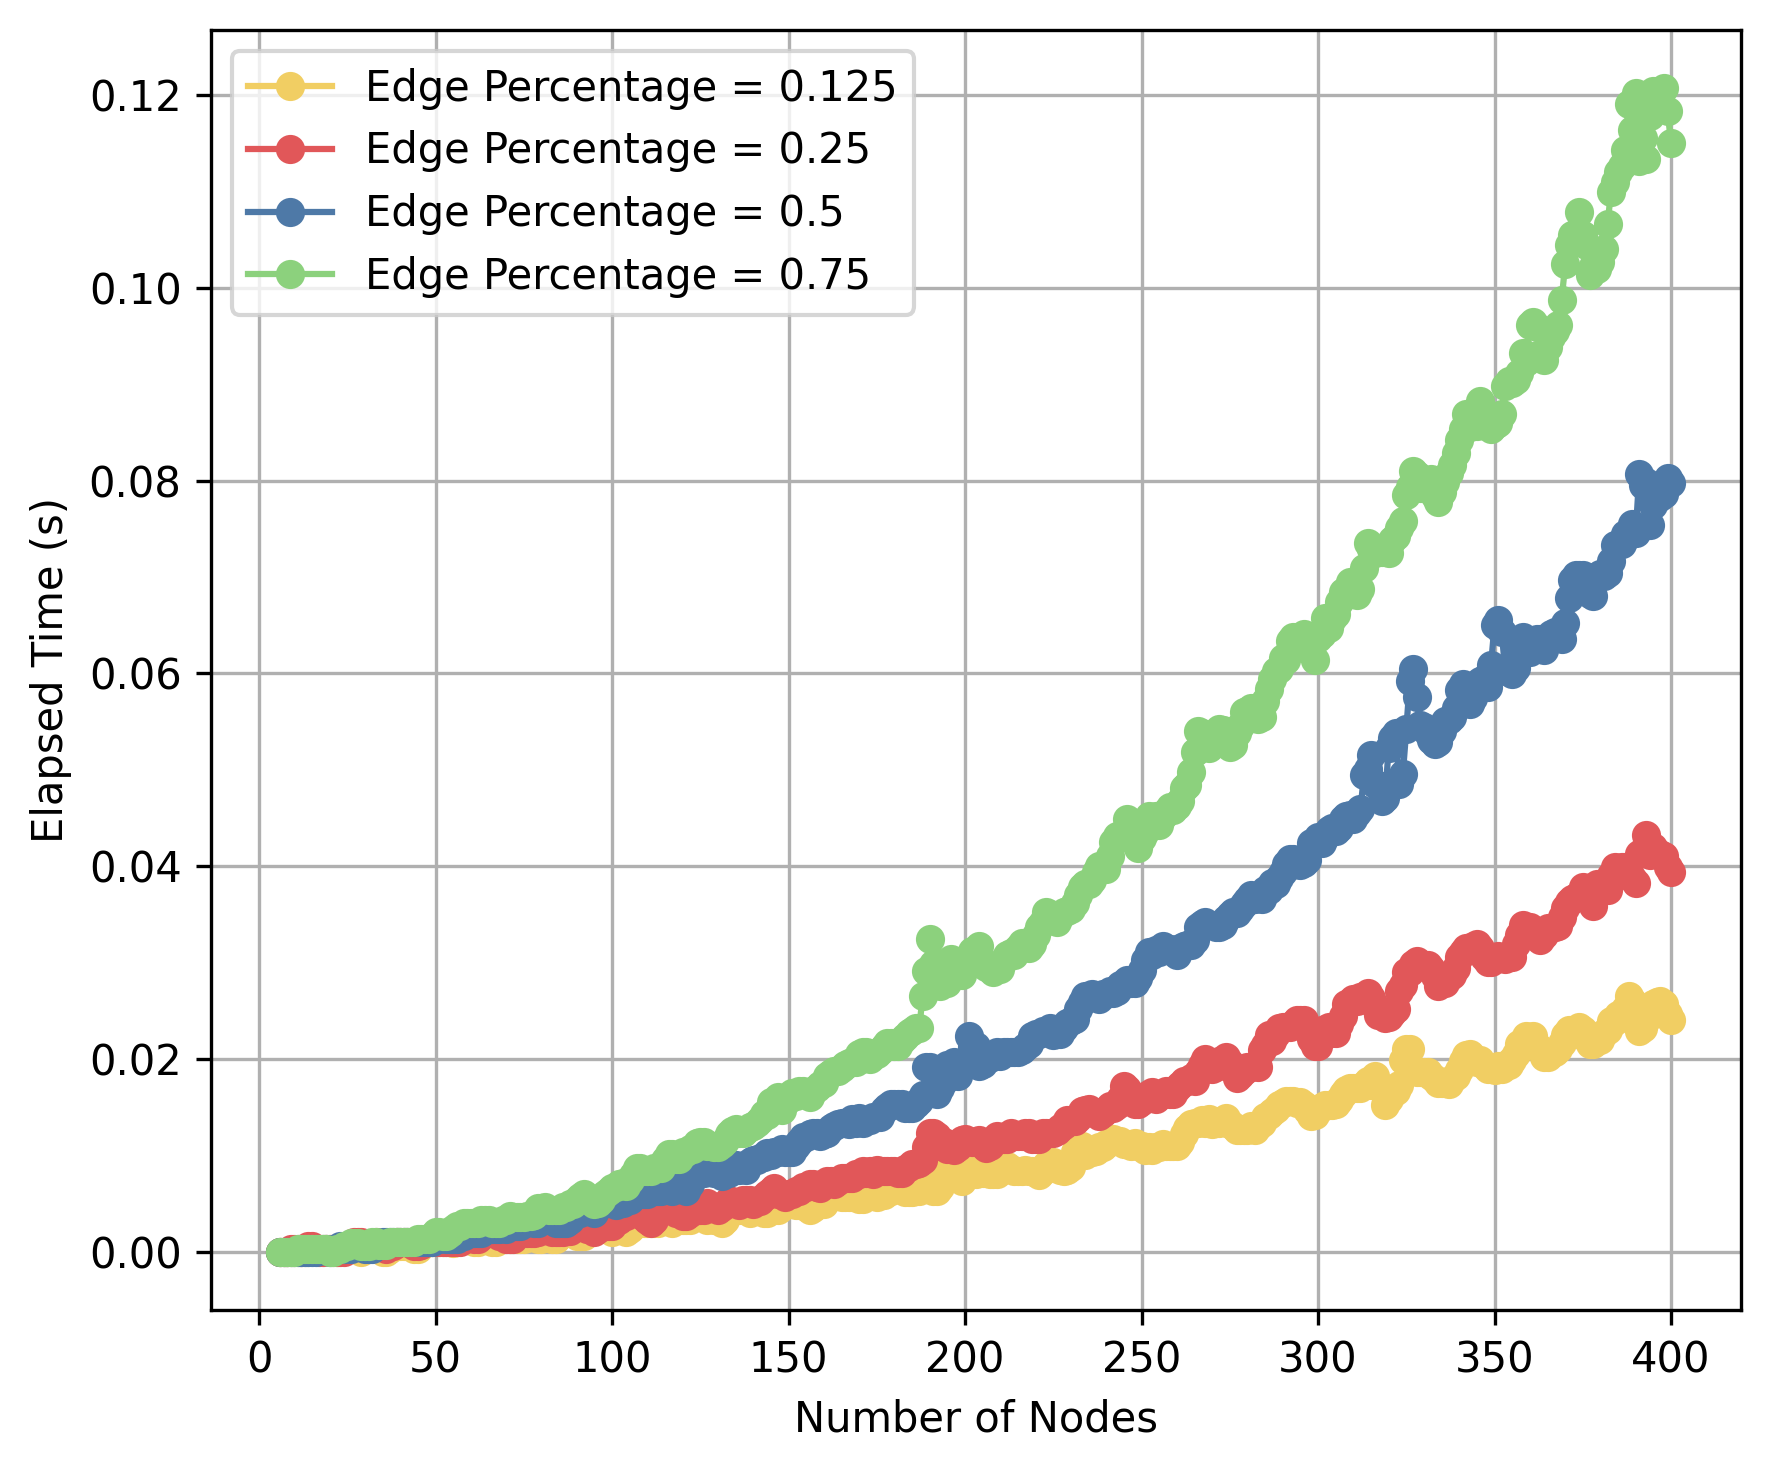 Edge Percentage = 0.125
Edge Percentage = 0.25
Edge Percentage = 0.5
Edge Percentage = 0.75
0.12
0.10
0.08
0.06
0.04
0.02
0.00
Elapsed Time (s)
0 50 100 150 200 250 300 350 400
Number of Nodes